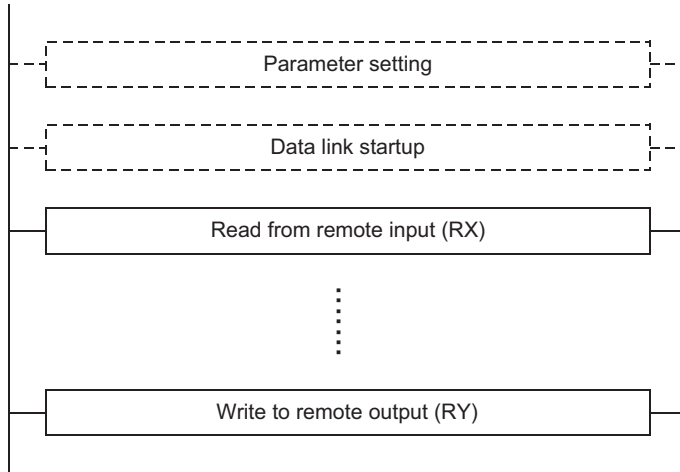 Parameter setting
Data link startup
Read from remote input (RX)
Write to remote output (RY)